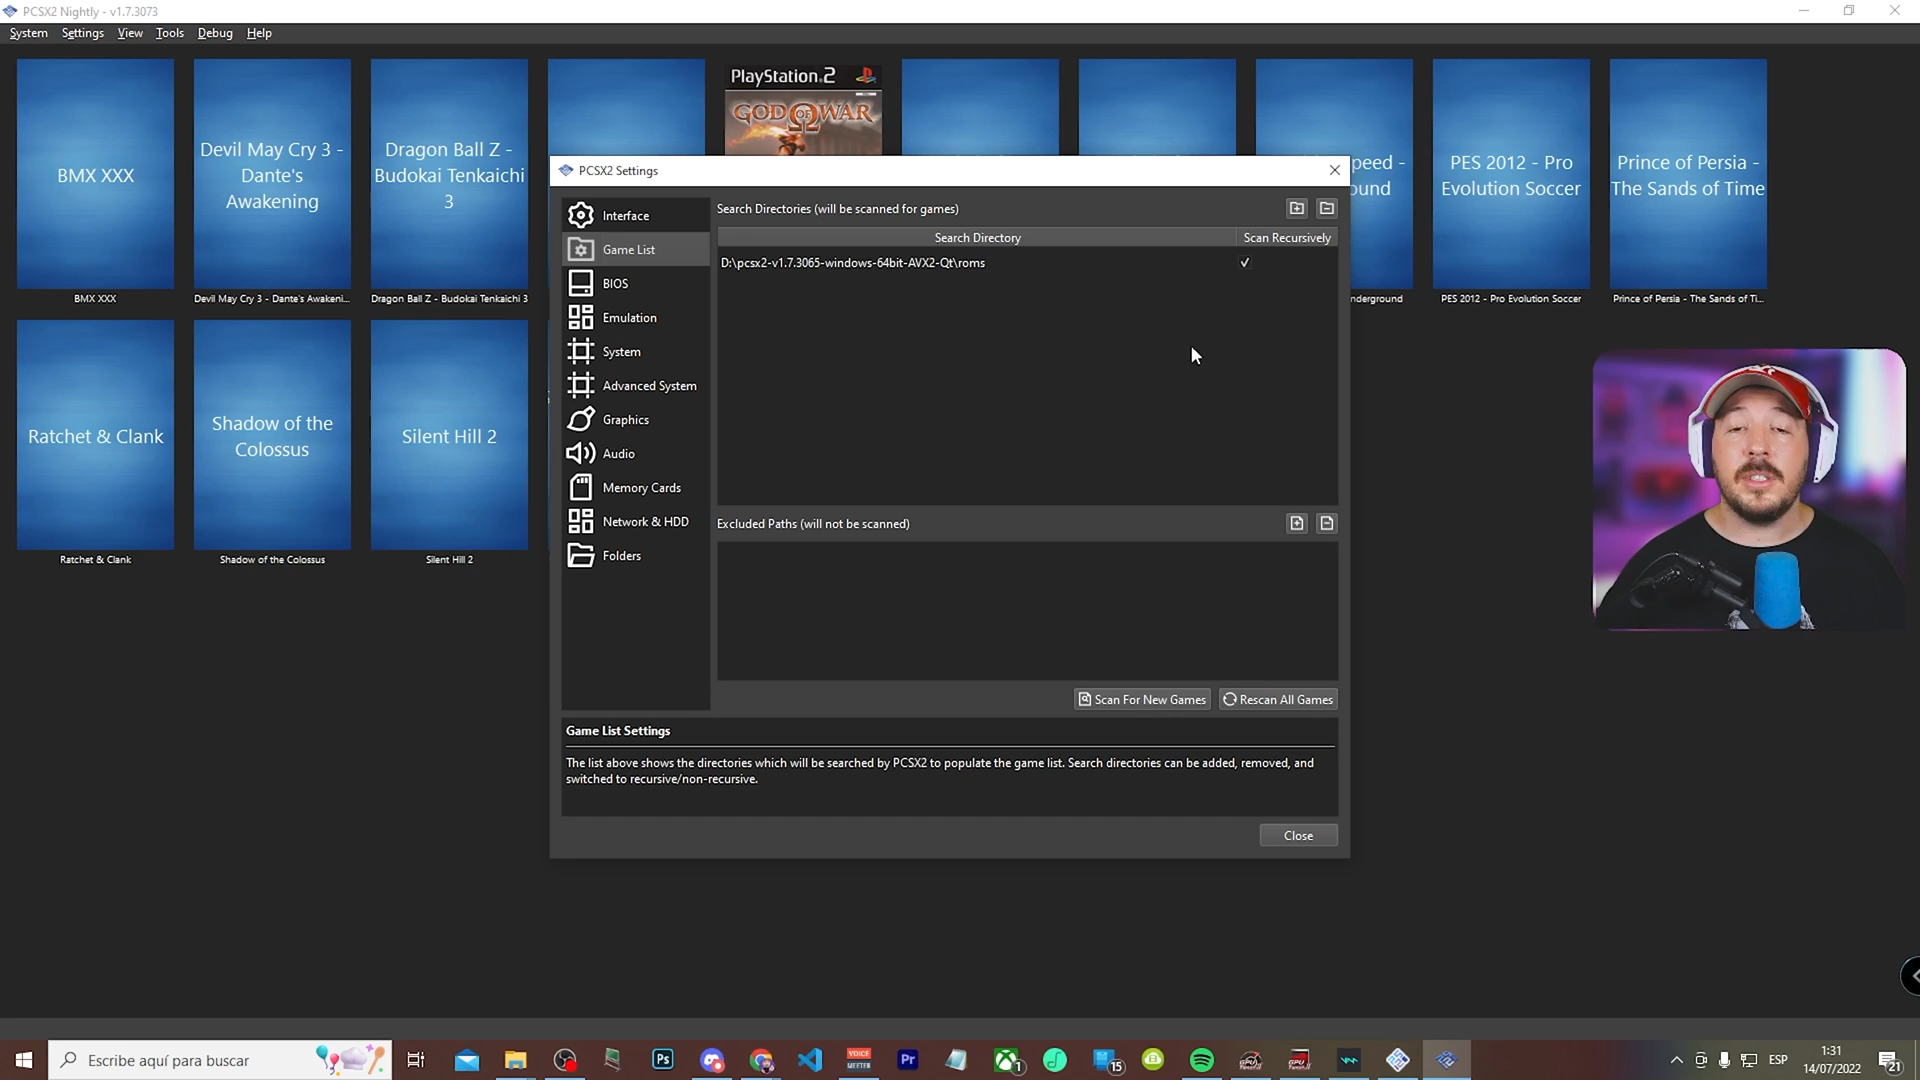 PCSX2 Nightly - v1.7.3073
System Settings View Tools Debug Help
BMX XXX
Devil May Cry 3 -
Dante's
Awakening
Dragon Ball Z -
Budokai Tenkaichi
3
PlayStation.2
GOD OF WAR
peed -
ound
PES 2012 - Pro
Evolution Soccer
Prince of Persia -
The Sands of Time
BMX XXX
Devil May Cry 3 - Dante's Awakeni...
Dragon Ball Z - Budokai Tenkaichi 3
nderground
PES 2012 - Pro Evolution Soccer
Prince of Persia - The Sands of Ti...
Ratchet & Clank
Shadow of the
Colossus
Silent Hill 2
Ratchet & Clank
Shadow of the Colossus
Silent Hill 2
PCSX2 Settings
Interface
Game List
BIOS
Emulation
System
Advanced System
Graphics
Audio
Memory Cards
Network & HDD
Folders
Search Directories (will be scanned for games)
Search Directory Scan Recursively
D:\pcsx2-v1.7.3065-windows-64bit-AVX2-Qt\roms
Excluded Paths (will not be scanned)
Scan For New Games Rescan All Games
Game List Settings
The list above shows the directories which will be searched by PCSX2 to populate the game list. Search directories can be added, removed, and
switched to recursive/non-recursive.
Close
Escribe aquí para buscar
Ps
VOICE
MEETER
Pr
1
15
ESP
1:31
14/07/2022
21